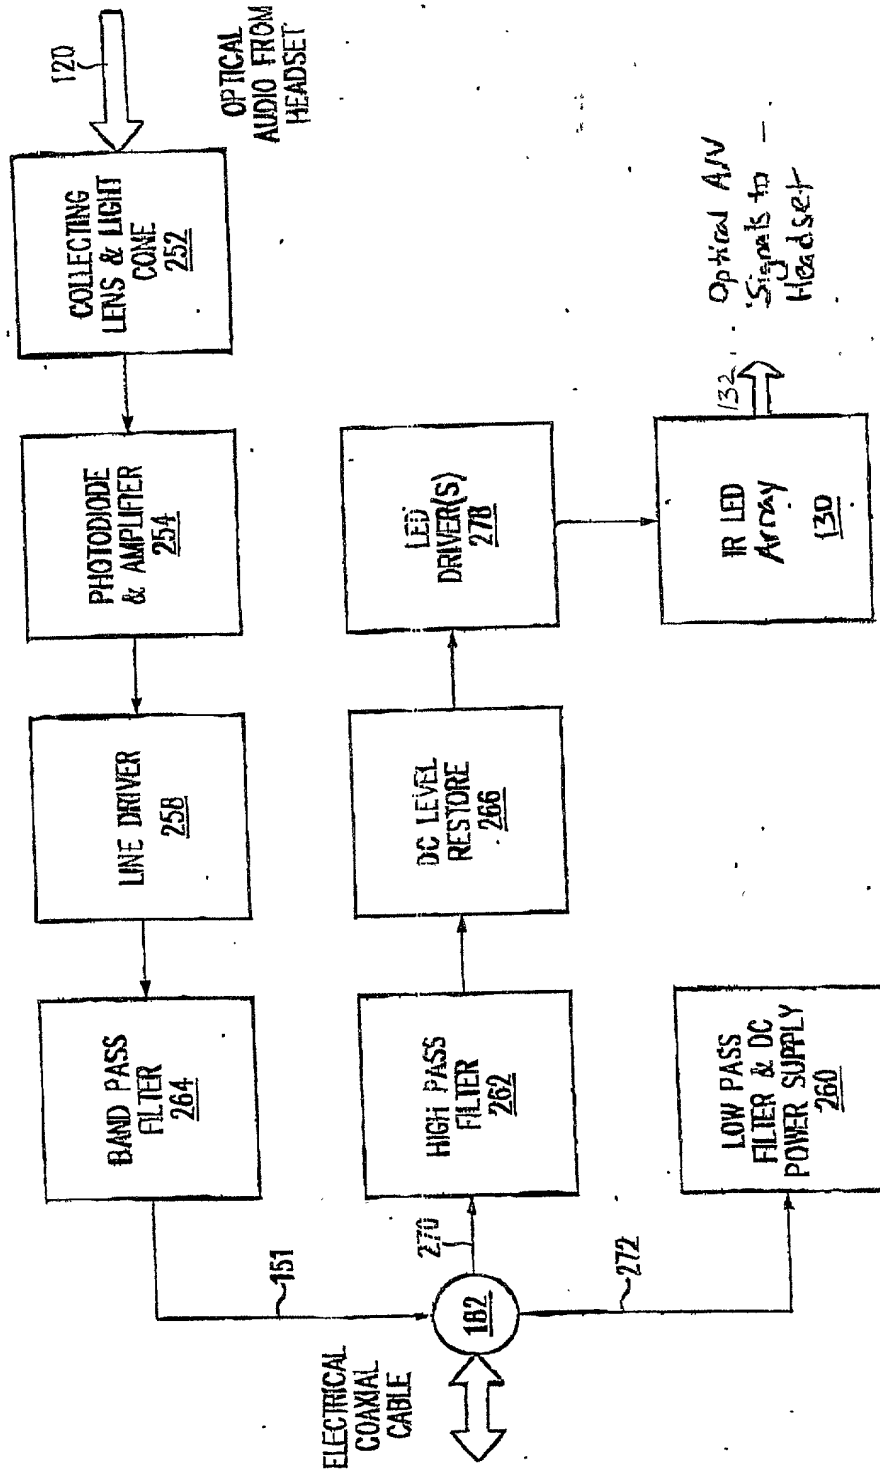 120
OPTICAL
AUDIO FROM
HEADSET
COLLECTING
LENS & LIGHT
CONE
252
PHOTODIODE
& AMPLIFIER
254
LINE DRIVER
258
BAND PASS
FILTER
264
151
ELECTRICAL
COAXIAL
CABLE
182
270
HIGH PASS
FILTER
262
DC LEVEL
RESTORE
266
LED
DRIVER(S)
278
272
LOW PASS
FILTER & DC
POWER SUPPLY
260
IR LED
Array
130
132
Optical A/V
Signals to
Headset